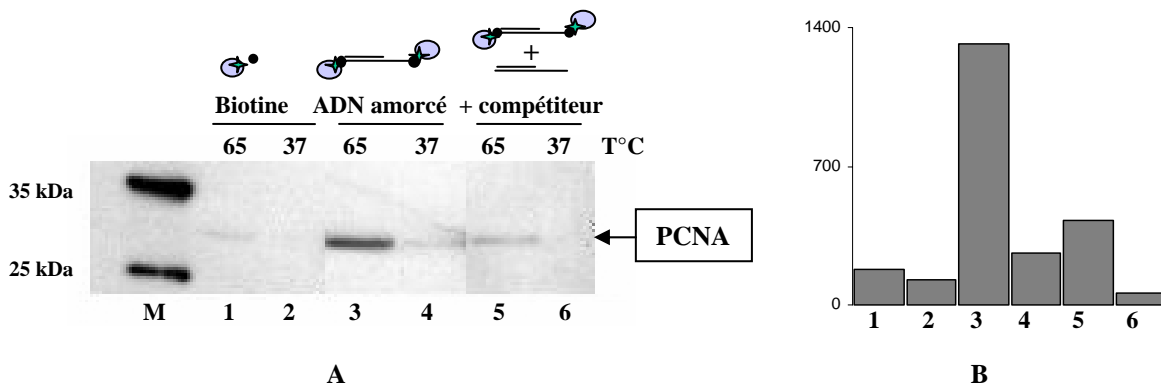 +
Biotine ADN amorcé + compétiteur
65 37 65 37 65 37 T°C
35 kDa
PCNA
25 kDa
M 1 2 3 4 5 6
A
1400
700
0
1 2 3 4 5 6
B